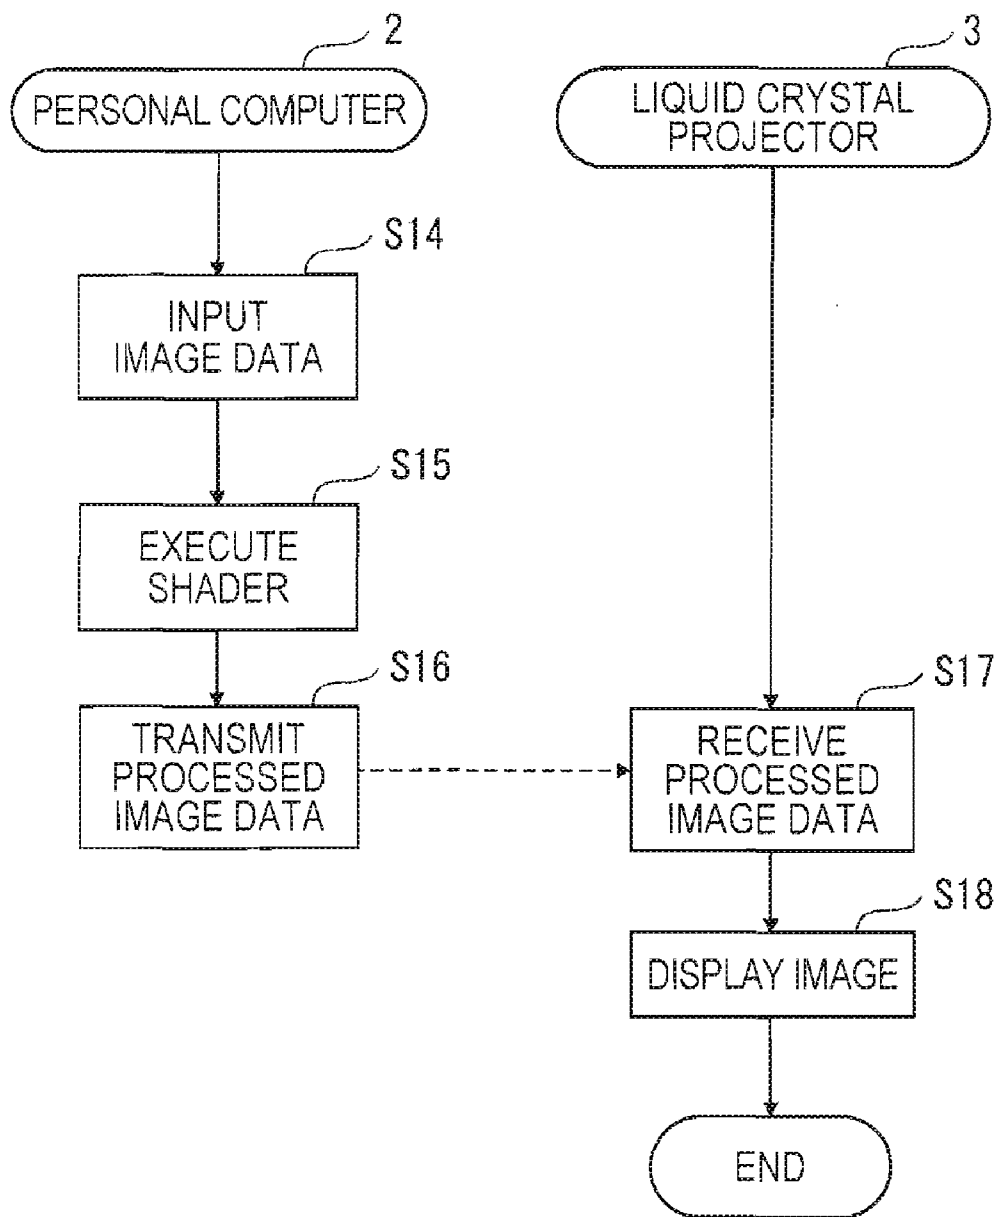 2
PERSONAL COMPUTER
S14
INPUT
IMAGE DATA
S15
EXECUTE
SHADER
S16
TRANSMIT
PROCESSED
IMAGE DATA
3
LIQUID CRYSTAL
PROJECTOR
S17
RECEIVE
PROCESSED
IMAGE DATA
S18
DISPLAY IMAGE
END